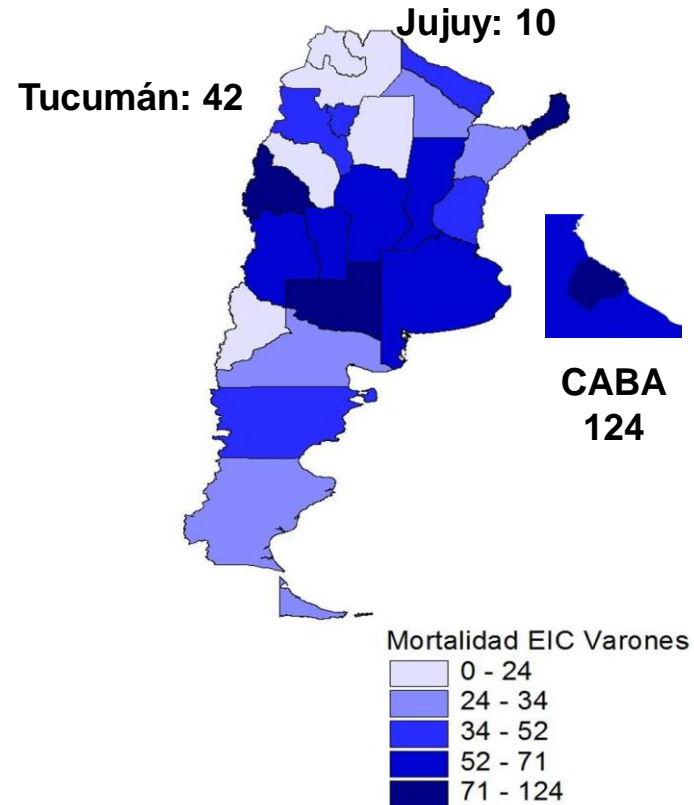 Jujuy: 10
Tucumán: 42
CABA
124
Mortalidad EIC Varones
0 - 24
24 - 34
34 - 52
52 - 71
71 - 124